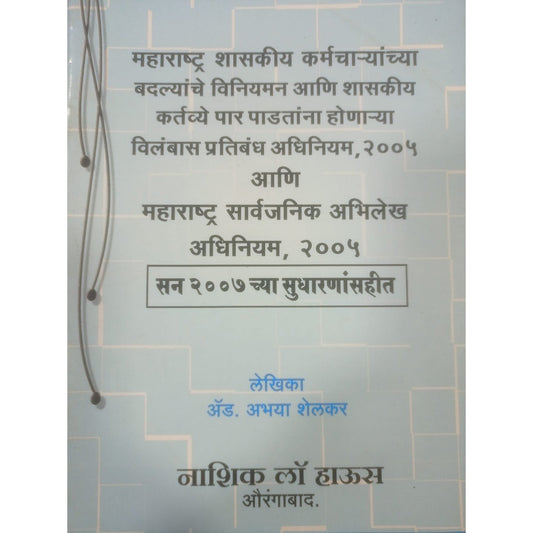 महाराष्ट्र शासकीय कर्मचाऱ्यांच्या
बदल्यांचे विनियमन आणि शासकीय
कर्तव्ये पार पाडतांना होणाऱ्या
विलंबास प्रतिबंध अधिनियम, २००५
आणि
महाराष्ट्र सार्वजनिक अभिलेख
अधिनियम, २००५
सन २००७ च्या सुधारणांसहीत
लेखिका
ॲड. अभया शेलकर
नाशिक लॉ हाऊस
औरंगाबाद.